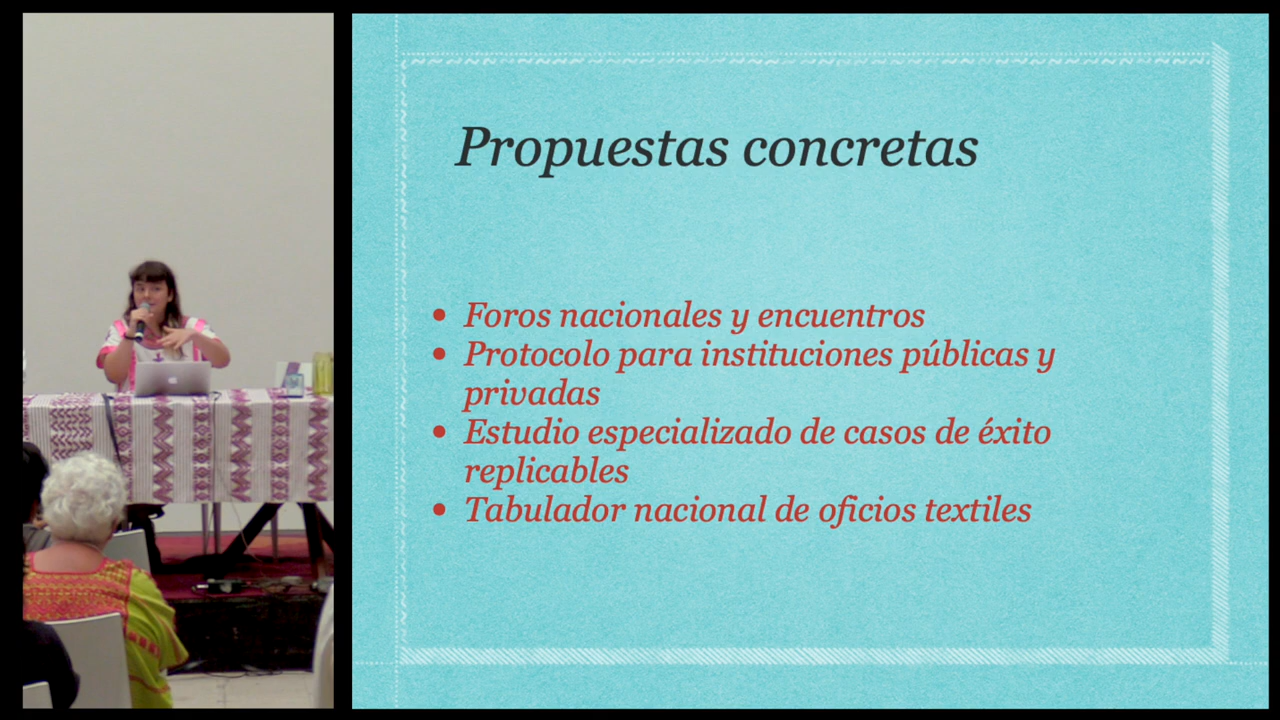 Propuestas concretas
• Foros nacionales y encuentros
• Protocolo para instituciones públicas y
privadas
• Estudio especializado de casos de éxito
replicables
• Tabulador nacional de oficios textiles